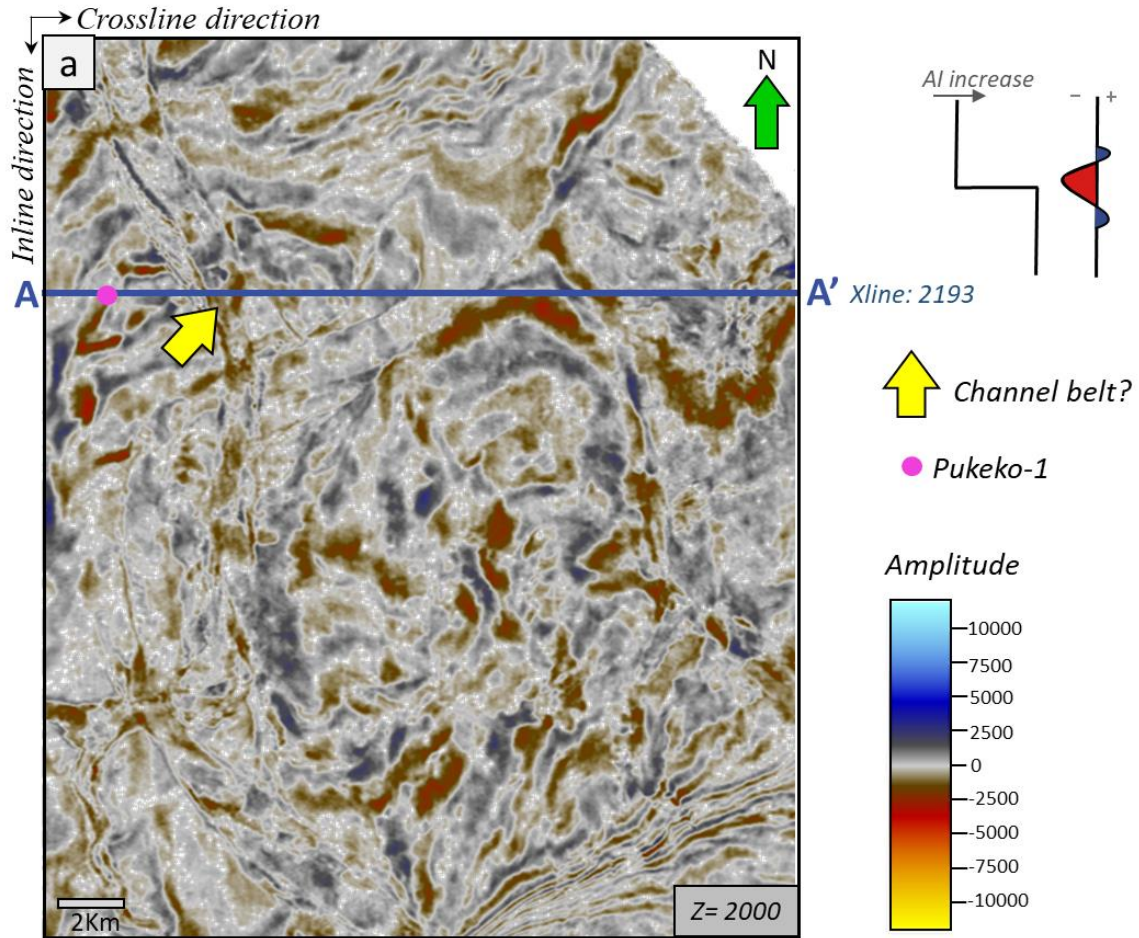 Crossline direction
Inline direction
a
N
AI increase
- +
A
A'
Xline: 2193
Channel belt?
Pukeko-1
Amplitude
10000
7500
5000
2500
0
-2500
-5000
-7500
-10000
2Km
Z= 2000